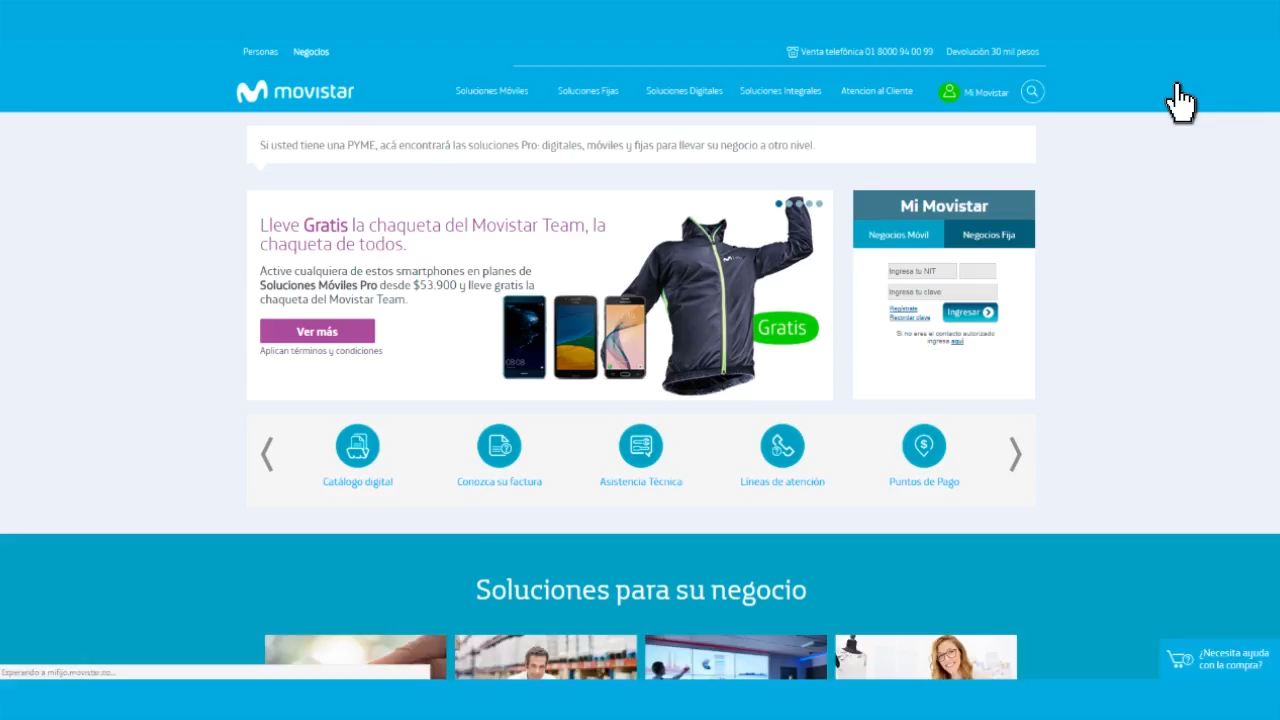 Personas
Negocios
Venta telefónica 01 8000 94 00 99
Devolución 30 mil pesos
movistar
Soluciones Móviles
Soluciones Fijas
Soluciones Digitales
Soluciones Integrales
Atencion al Cliente
Mi Movistar
Si usted tiene una PYME, acá encontrará las soluciones Pro: digitales, móviles y fijas para llevar su negocio a otro nivel.
Lleve Gratis la chaqueta del Movistar Team, la
chaqueta de todos.
Active cualquiera de estos smartphones en planes de
Soluciones Móviles Pro desde $53.900 y lleve gratis la
chaqueta del Movistar Team.
Ver más
Aplican términos y condiciones
08:08
Gratis
Mi Movistar
Negocios Móvil
Negocios Fija
Ingresa tu NIT
Ingresa tu clave
Regístrate
Recordar clave
Ingresar
Si no eres el contacto autorizado
ingresa aquí
Catálogo digital
Conozca su factura
Asistencia Técnica
Líneas de atención
Puntos de Pago
Soluciones para su negocio
Esperando a mifijo.movistar.co...
¿Necesita ayuda
con la compra?